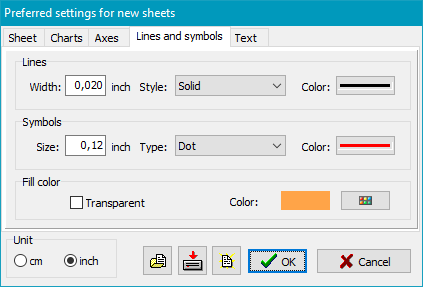 Preferred settings for new sheets
Sheet Charts Axes Lines and symbols Text
Lines
Width: 0,020 inch Style: Solid Color:
Symbols
Size: 0,12 inch Type: Dot Color:
Fill color
Transparent Color:
Unit
cm inch OK Cancel